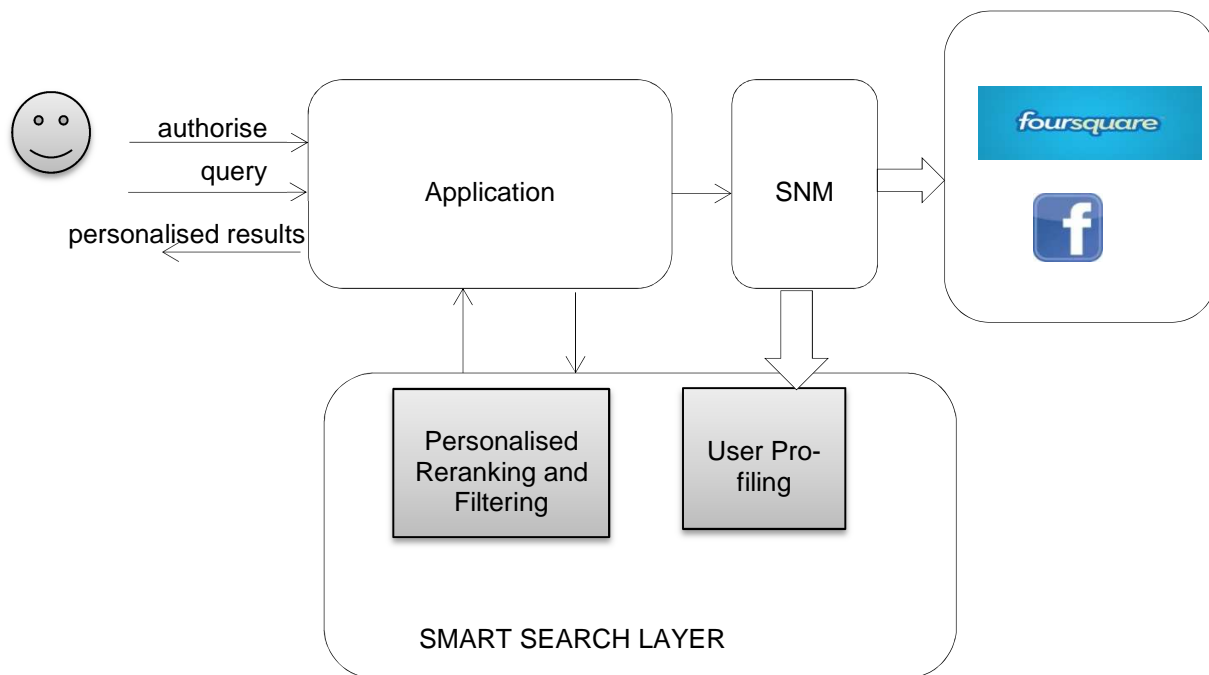 authorise
query
personalised results
Application
SNM
foursquare
f
Personalised
Reranking and
Filtering
User Pro-
filing
SMART SEARCH LAYER